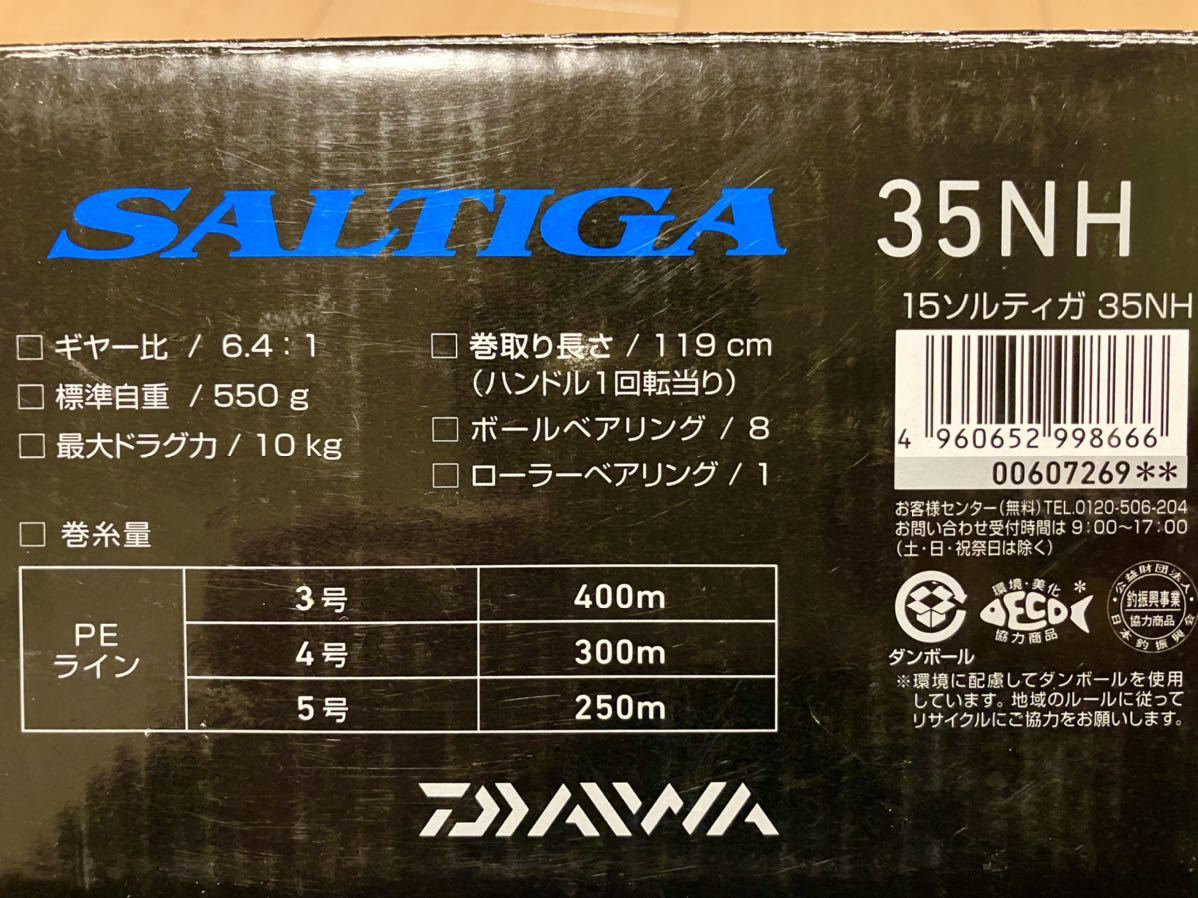 SALTIGA 35NH
15ソルティガ 35NH
□ ギヤー比 / 6.4：1
□ 標準自重 / 550 g
□ 最大ドラグ力 / 10 kg
□ 巻取り長さ / 119 cm
（ハンドル1回転当り）
□ ボールベアリング / 8
□ ローラーベアリング / 1
4 960652 998666
00607269**
お客様センター（無料）TEL.0120-506-204
お問い合わせ受付時間は 9:00〜17:00
（土・日・祝祭日は除く）
□ 巻糸量
PE
ライン
3号 400m
4号 300m
5号 250m
ダンボール
環境・美化*
ECO
協力商品
公益財団法人
釣振興事業
協力商品
日本釣振興会
※環境に配慮してダンボールを使用
しています。地域のルールに従って
リサイクルにご協力をお願いします。
DAIWA